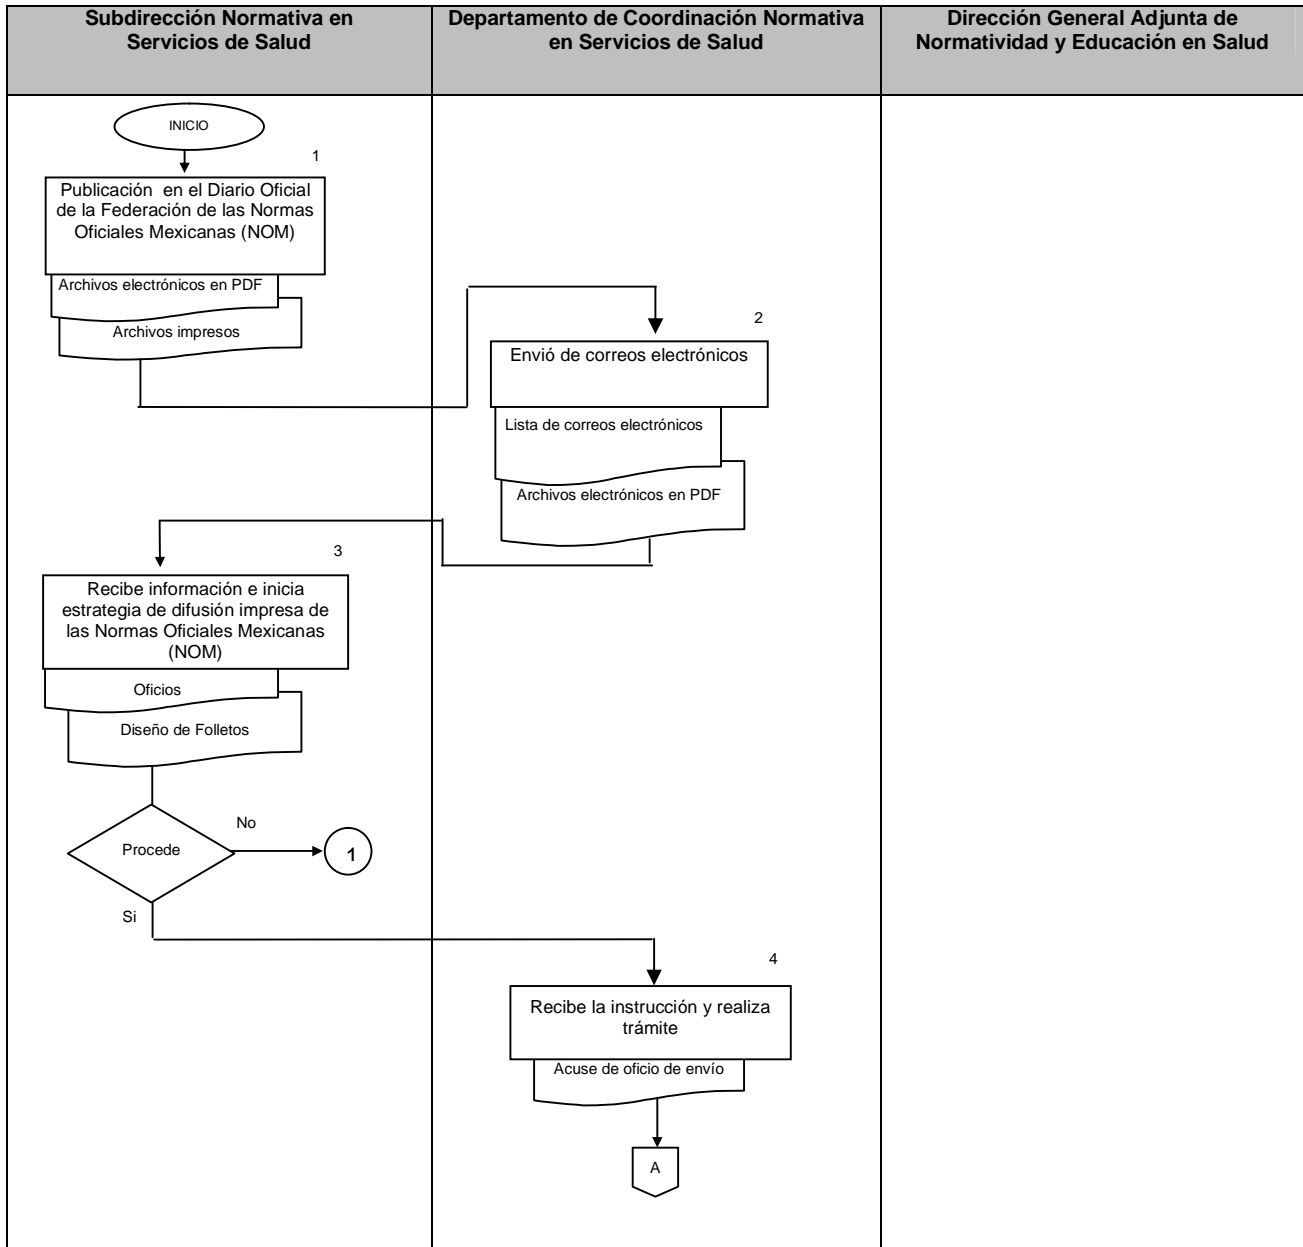 Subdirección Normativa en
Servicios de Salud
Departamento de Coordinación Normativa
en Servicios de Salud
Dirección General Adjunta de
Normatividad y Educación en Salud
INICIO
1
Publicación en el Diario Oficial
de la Federación de las Normas
Oficiales Mexicanas (NOM)
Archivos electrónicos en PDF
Archivos impresos
2
Envió de correos electrónicos
Lista de correos electrónicos
Archivos electrónicos en PDF
3
Recibe información e inicia
estrategia de difusión impresa de
las Normas Oficiales Mexicanas
(NOM)
Oficios
Diseño de Folletos
Procede
No
1
Si
4
Recibe la instrucción y realiza
trámite
Acuse de oficio de envío
A